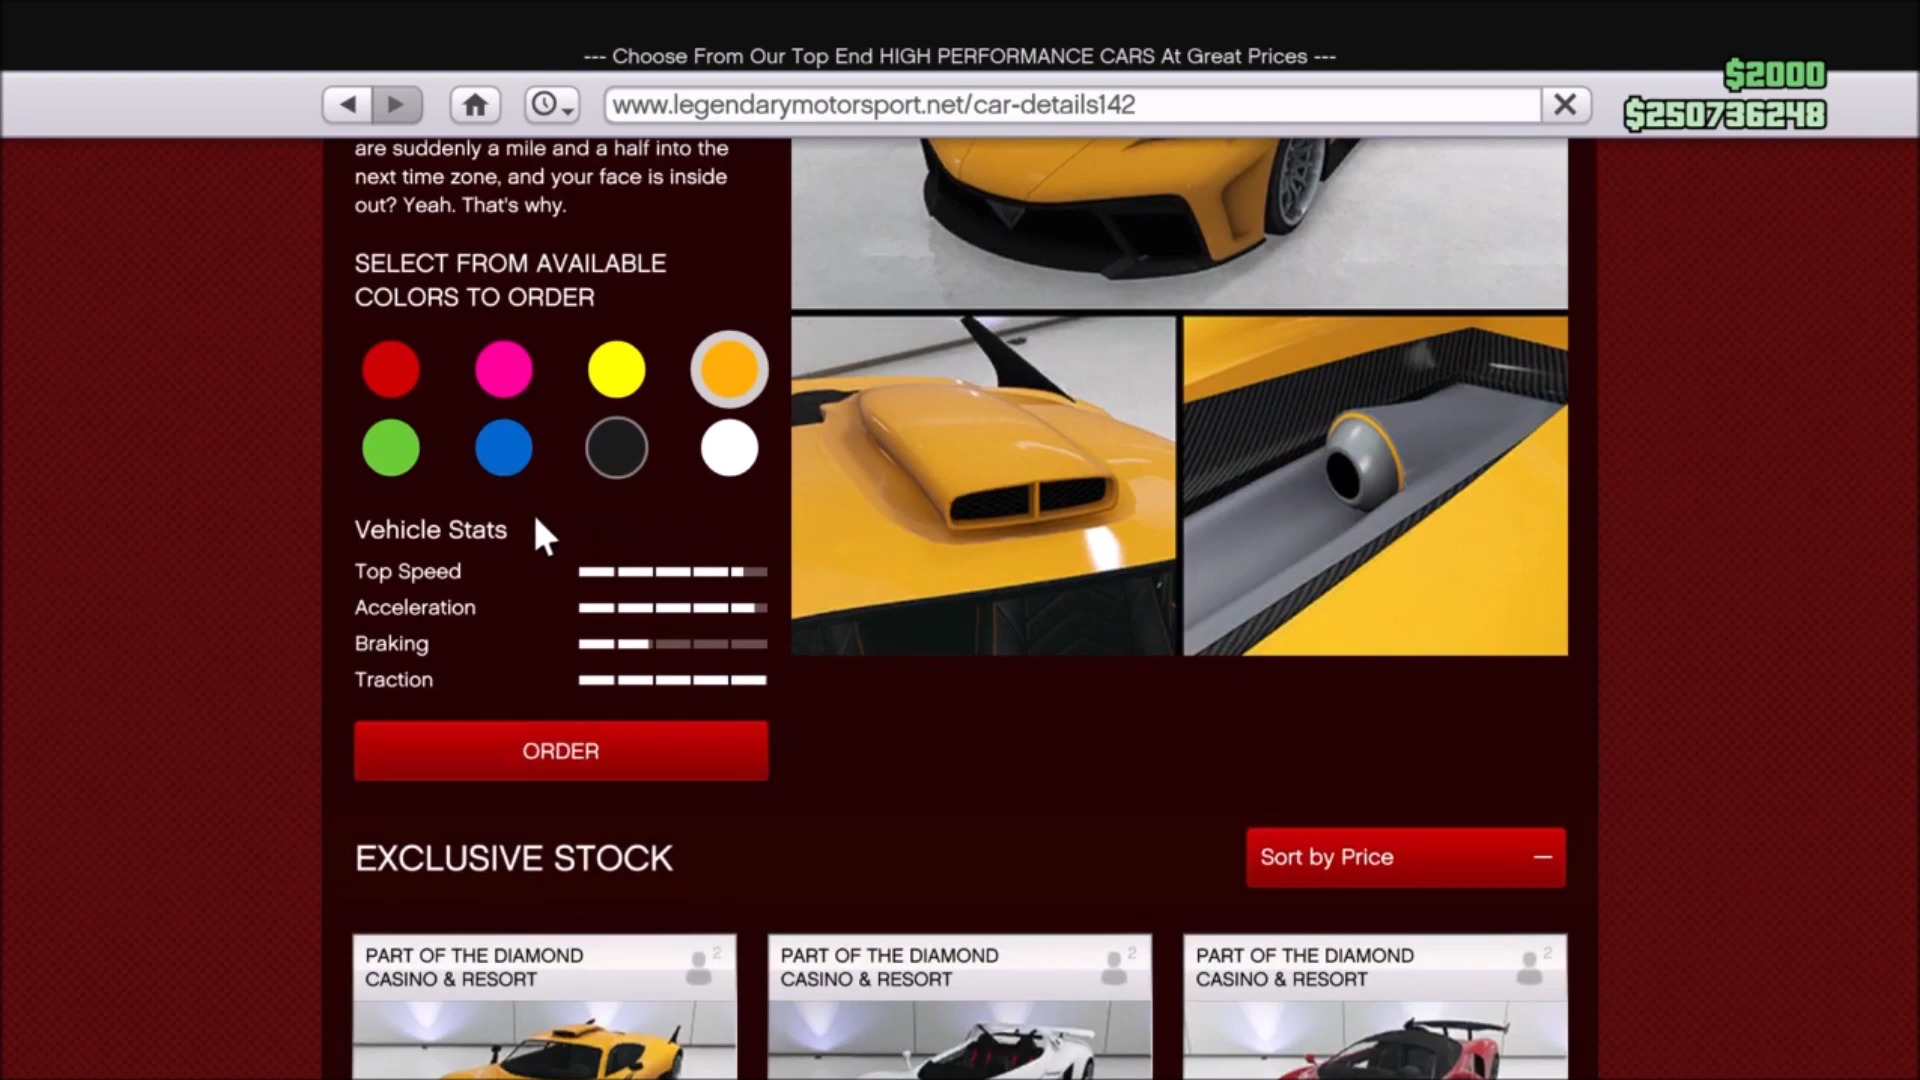 --- Choose From Our Top End HIGH PERFORMANCE CARS At Great Prices ---
$2000
www.legendarymotorsport.net/car-details142
$250736248
are suddenly a mile and a half into the
next time zone, and your face is inside
out? Yeah. That's why.
SELECT FROM AVAILABLE
COLORS TO ORDER
Vehicle Stats
Top Speed
Acceleration
Braking
Traction
ORDER
EXCLUSIVE STOCK
Sort by Price
PART OF THE DIAMOND
CASINO & RESORT
2
PART OF THE DIAMOND
CASINO & RESORT
2
PART OF THE DIAMOND
CASINO & RESORT
2